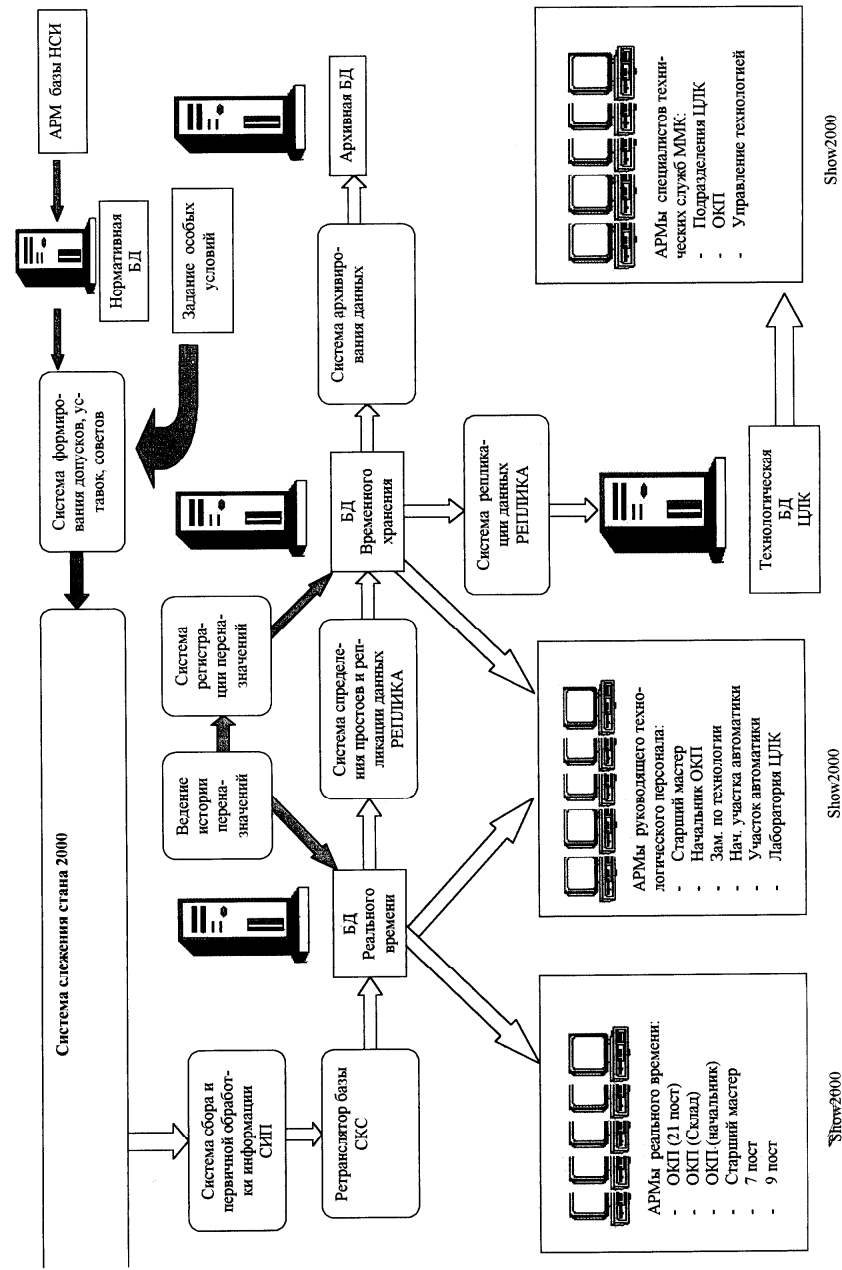 Система слежения стана 2000
Система формиро-
вания допусков, ус-
тавок, советов
Нормативная
БД
АРМ базы НСИ
Задание особых
условий
Система сбора и
первичной обработ-
ки информации
СИП
Ведение
истории
перена-
значений
Система
регистра-
ции перена-
значений
Ретранслятор базы
СКС
БД
Реального
времени
Система спределе-
ния простоев и реп-
ликации данных
РЕПЛИКА
БД
Временного
хранения
Система архивиро-
вания данных
Архивная БД
Система реплика-
ции данных
РЕПЛИКА
Технологическая
БД
ЦЛК
АРМы реального времени:
- ОКП (21 пост)
- ОКП (Склад)
- ОКП (начальник)
- Старший мастер
- 7 пост
- 9 пост
Show2000
АРМы руководящего техно-
логического персонала:
- Старший мастер
- Начальник ОКП
- Зам. по технологии
- Нач. участка автоматики
- Участок автоматики
- Лаборатория ЦЛК
Show2000
АРМы специалистов техни-
ческих служб ММК:
- Подразделения ЦЛК
- ОКП
- Управление технологией
Show2000